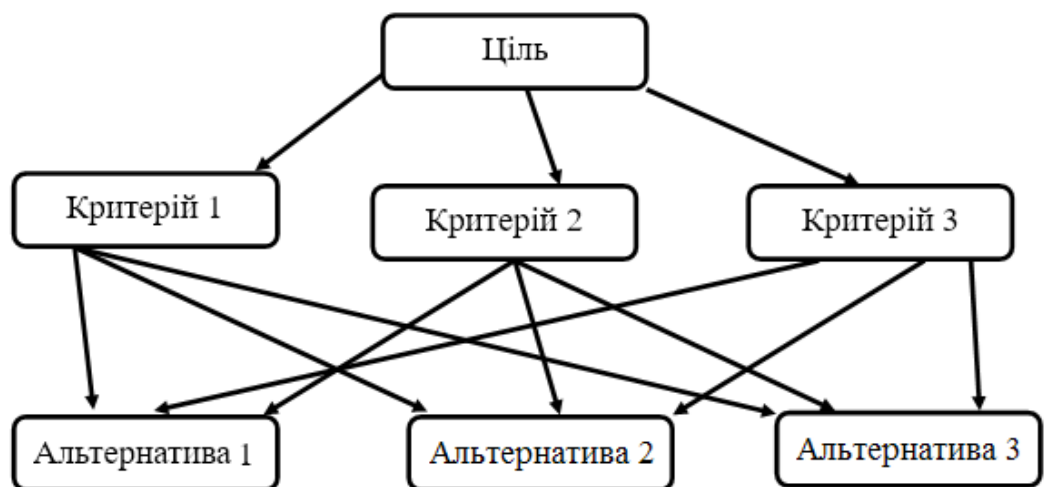 Ціль
Критерій 1
Критерій 2
Критерій 3
Альтернатива 1
Альтернатива 2
Альтернатива 3